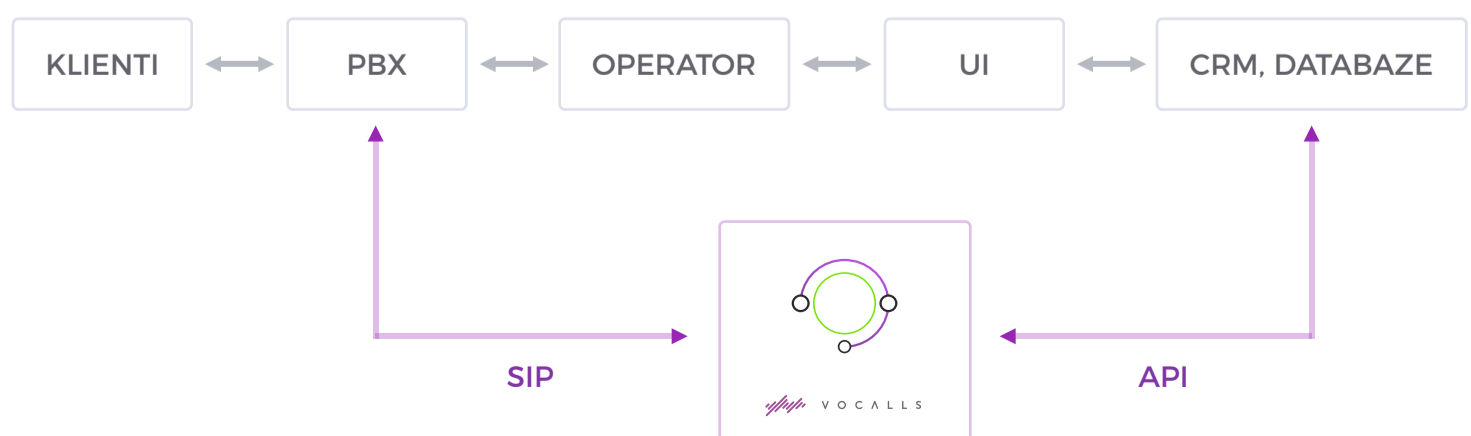 KLIENTI
PBX
OPERATOR
UI
CRM, DATABAZE
SIP
API
VOCALLS